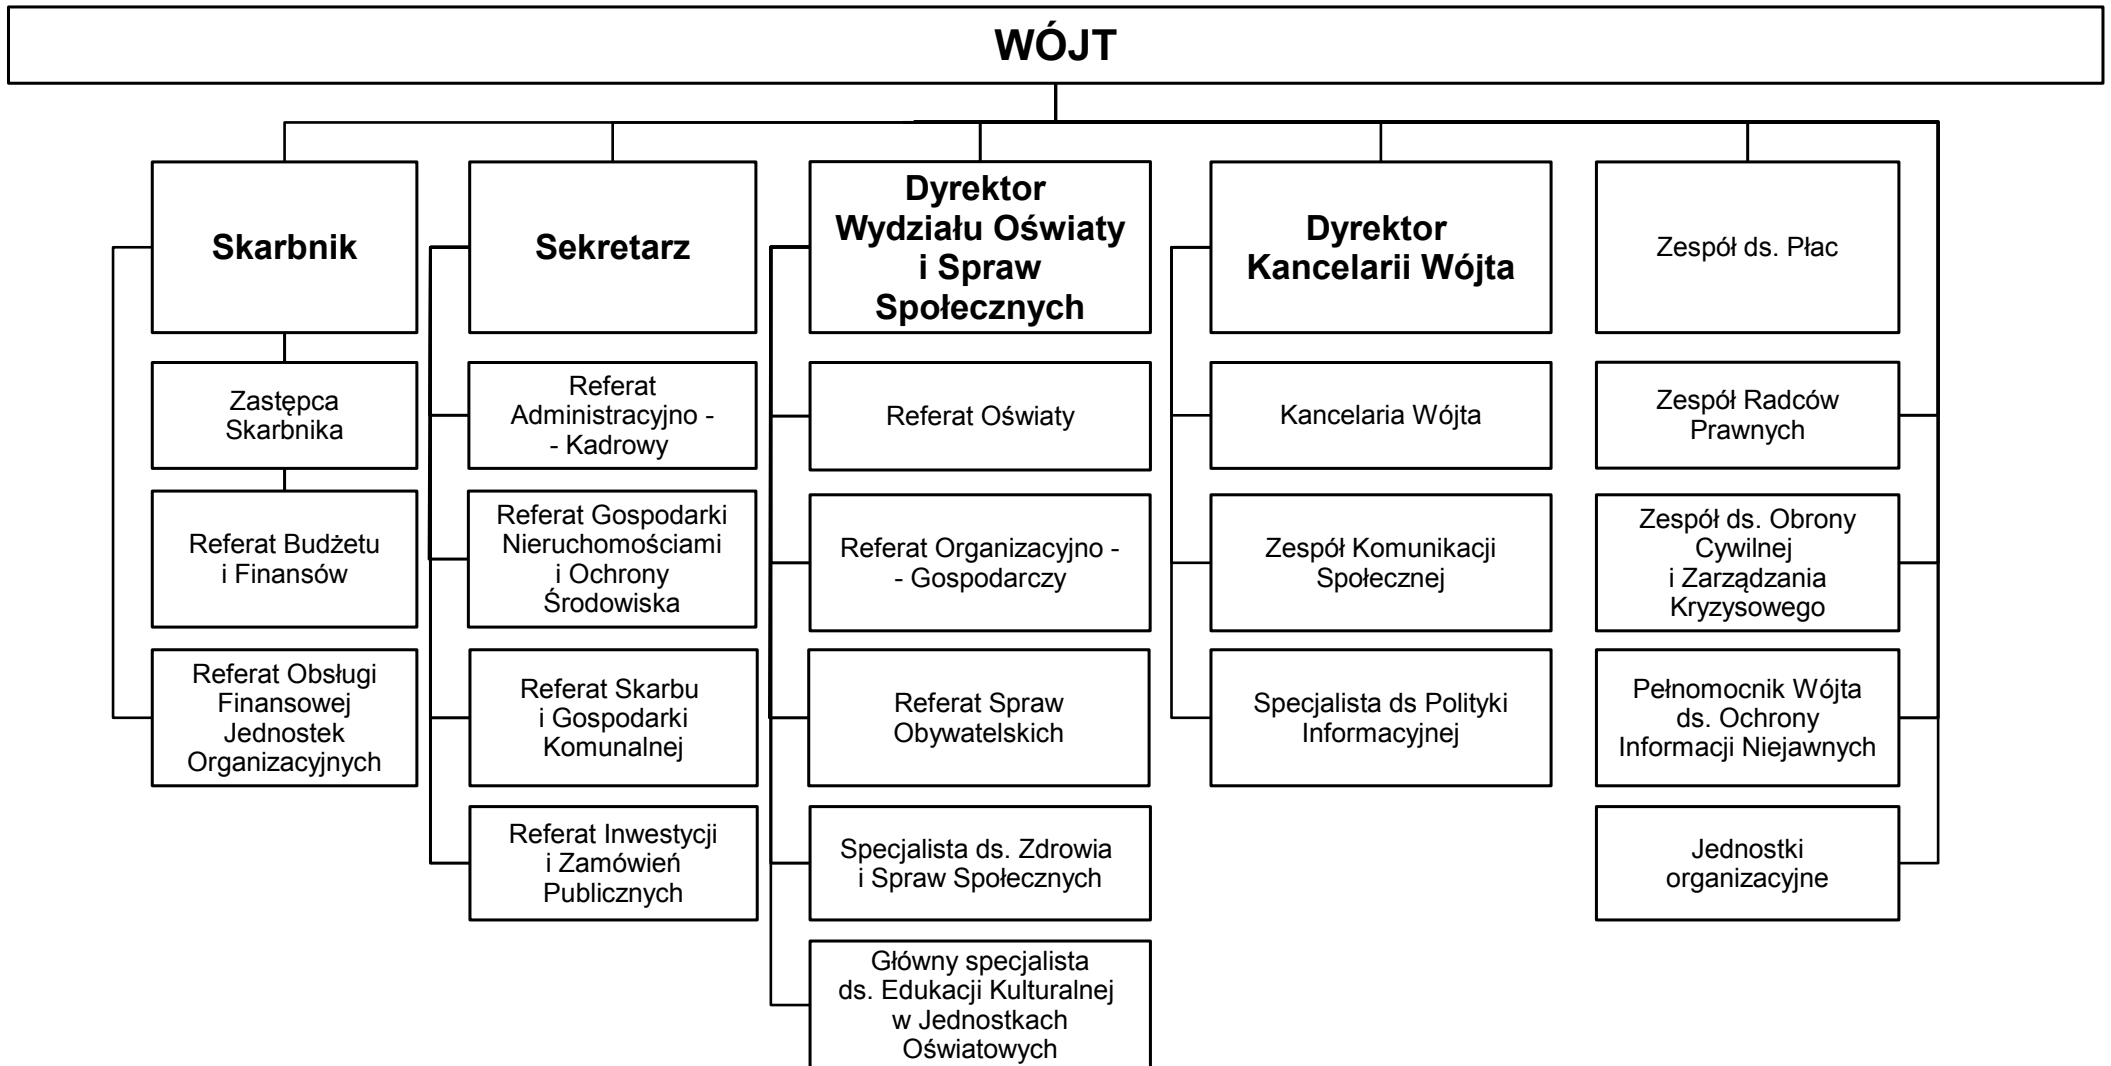 WÓJT
Skarbnik
Sekretarz
Dyrektor
Wydziału Oświaty
i Spraw
Społecznych
Dyrektor
Kancelarii Wójta
Zespół ds. Płac
Zastępca
Skarbnika
Referat
Administracyjno -
- Kadrowy
Referat Oświaty
Kancelaria Wójta
Zespół Radców
Prawnych
Referat Budżetu
i Finansów
Referat Gospodarki
Nieruchomościami
i Ochrony
Środowiska
Referat Organizacyjno -
- Gospodarczy
Zespół Komunikacji
Społecznej
Zespół ds. Obrony
Cywilnej
i Zarządzania
Kryzysowego
Referat Obsługi
Finansowej
Jednostek
Organizacyjnych
Referat Skarbu
i Gospodarki
Komunalnej
Referat Spraw
Obywatelskich
Specjalista ds Polityki
Informacyjnej
Pełnomocnik Wójta
ds. Ochrony
Informacji Niejawnych
Referat Inwestycji
i Zamówień
Publicznych
Specjalista ds. Zdrowia
i Spraw Społecznych
Jednostki
organizacyjne
Główny specjalista
ds. Edukacji Kulturalnej
w Jednostkach
Oświatowych